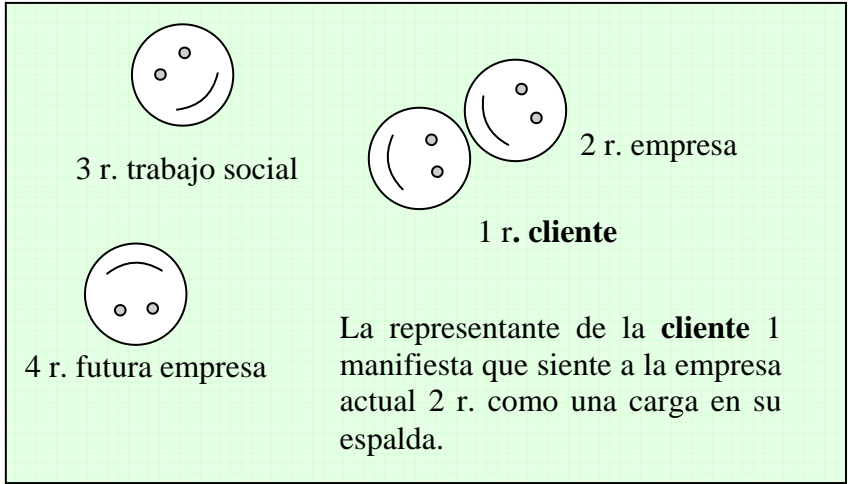 3 r. trabajo social
2 r. empresa
1 r. cliente
4 r. futura empresa
La representante de la cliente 1
manifiesta que siente a la empresa
actual 2 r. como una carga en su
espalda.